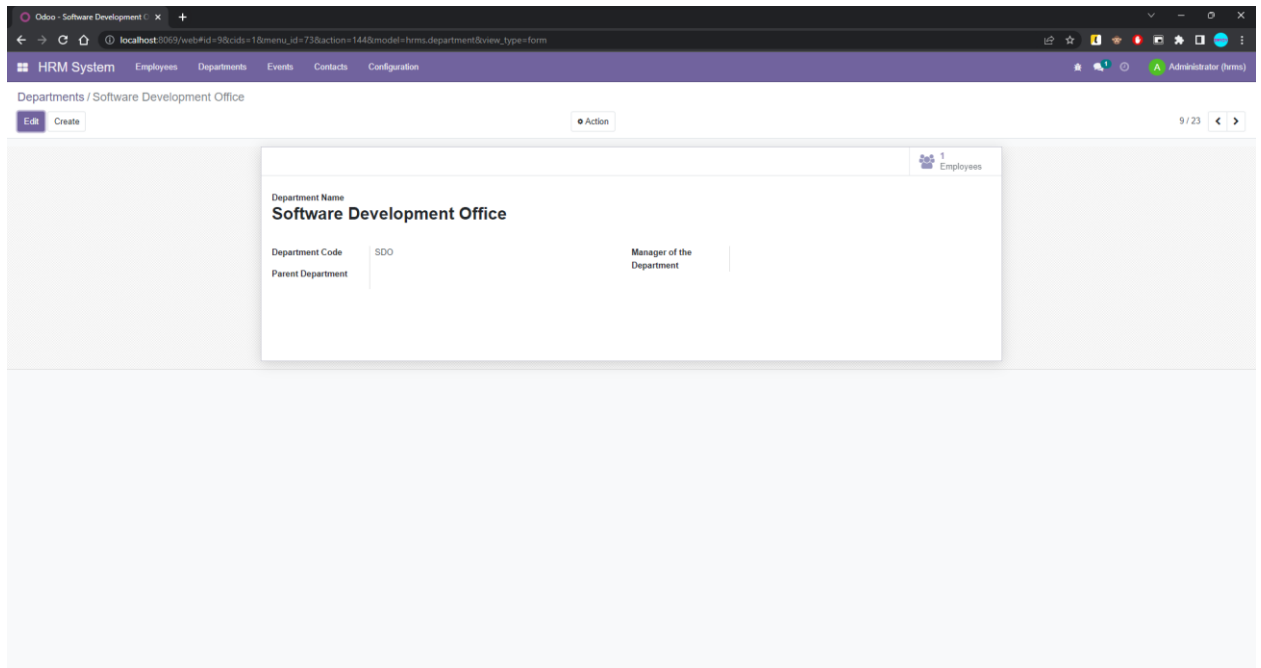 Odoo - Software Development O
localhost:8069/web#id=9&cids=1&menu_id=73&action=144&model=hrms.department&view_type=form
HRM System Employees Departments Events Contacts Configuration 1 A Administrator (hrms)
Departments / Software Development Office
Edit Create Action 9 / 23
1
Employees
Department Name
Software Development Office
Department Code SDO Manager of the
Department
Parent Department